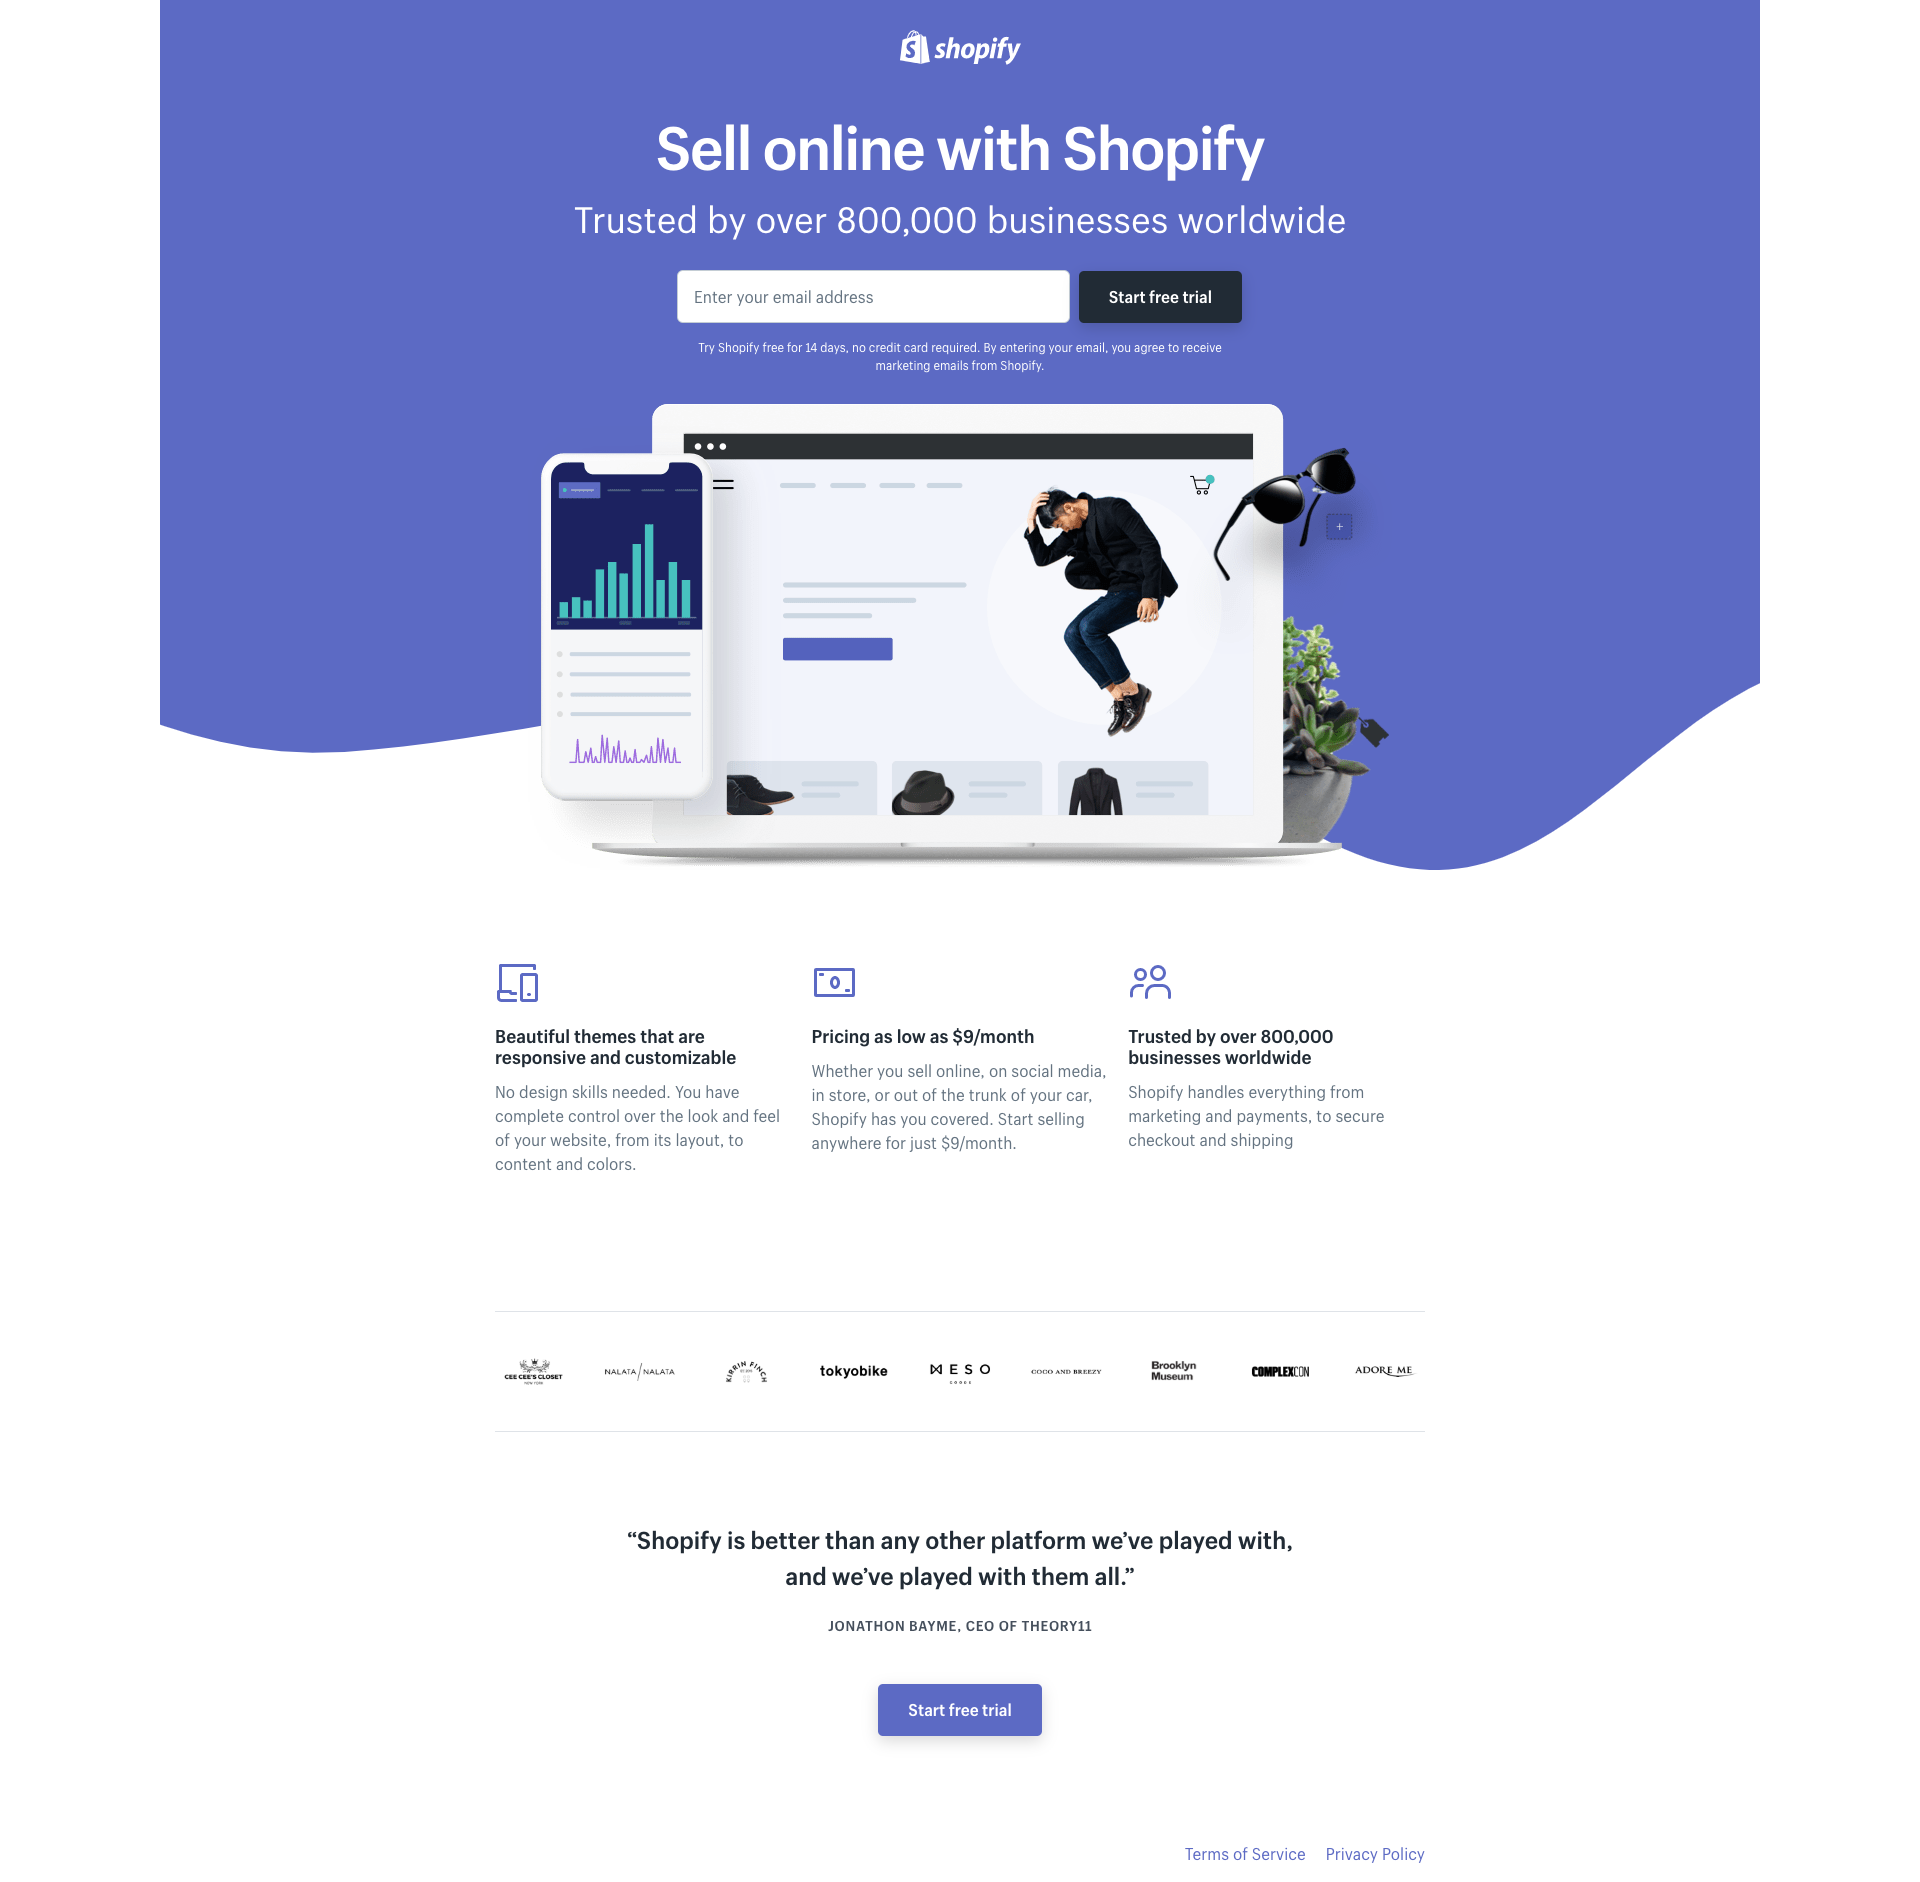 shopify
Sell online with Shopify
Trusted by over 800,000 businesses worldwide
Enter your email address
Start free trial
Try Shopify free for 14 days, no credit card required. By entering your email, you agree to receive
marketing emails from Shopify.
Beautiful themes that are
responsive and customizable
No design skills needed. You have
complete control over the look and feel
of your website, from its layout, to
content and colors.
Pricing as low as $9/month
Whether you sell online, on social media,
in store, or out of the trunk of your car,
Shopify has you covered. Start selling
anywhere for just $9/month.
Trusted by over 800,000
businesses worldwide
Shopify handles everything from
marketing and payments, to secure
checkout and shipping
CEE CEE'S CLOSET
NEW YORK
NALATA/NALATA
KIRRIN FINCH
tokyobike
MESO
GOODS
COCO AND BREEZY
Brooklyn
Museum
COMPLEXCON
ADORE ME
“Shopify is better than any other platform we’ve played with,
and we’ve played with them all.”
JONATHON BAYME, CEO OF THEORY11
Start free trial
Terms of Service
Privacy Policy